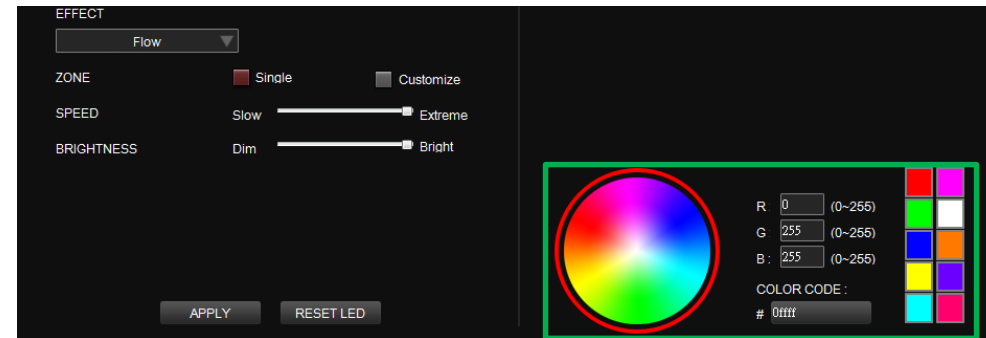 EFFECT
Flow
ZONE Single Customize
SPEED Slow Extreme
BRIGHTNESS Dim Bright
APPLY RESET LED
R 0 (0~255)
G 255 (0~255)
B : 255 (0~255)
COLOR CODE :
# 0ffff